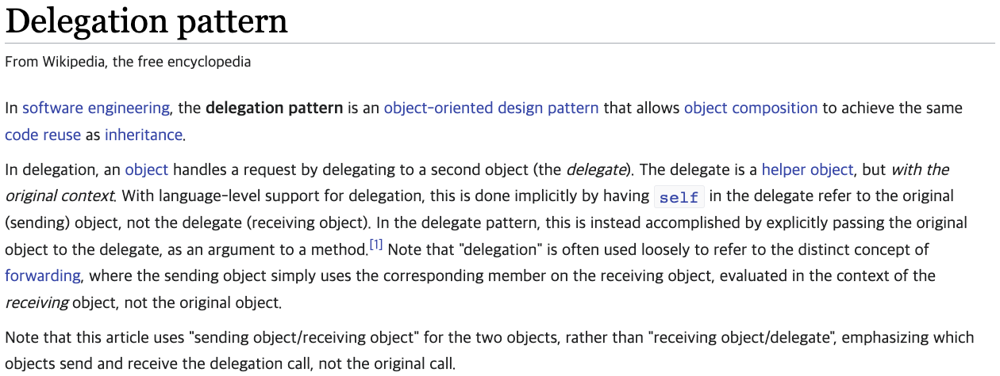 Delegation pattern
From Wikipedia, the free encyclopedia
In software engineering, the delegation pattern is an object-oriented design pattern that allows object composition to achieve the same
code reuse as inheritance.
In delegation, an object handles a request by delegating to a second object (the delegate). The delegate is a helper object, but with the
original context. With language-level support for delegation, this is done implicitly by having self in the delegate refer to the original
(sending) object, not the delegate (receiving object). In the delegate pattern, this is instead accomplished by explicitly passing the original
object to the delegate, as an argument to a method.[1] Note that "delegation" is often used loosely to refer to the distinct concept of
forwarding, where the sending object simply uses the corresponding member on the receiving object, evaluated in the context of the
receiving object, not the original object.
Note that this article uses "sending object/receiving object" for the two objects, rather than "receiving object/delegate", emphasizing which
objects send and receive the delegation call, not the original call.